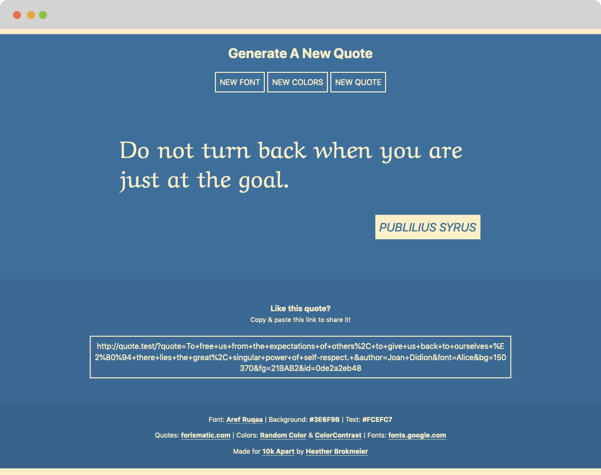 Generate A New Quote
NEW FONT NEW COLORS NEW QUOTE
Do not turn back when you are
just at the goal.
PUBLILIUS SYRUS
Like this quote?
Copy & paste this link to share it!
http://quote.test/?quote=To+free+us+from+the+expectations+of+others%2C+to+give+us+back+to+ourselves+%E
2%80%94+there+lies+the+great%2C+singular+power+of+self-respect.+&author=Joan+Didion&font=Alice&bg=150
370&fg=21BAB2&id=0de2a2eb48
Font: Aref Ruqaa | Background: #3E6F9B | Text: #FCEFC7
Quotes: forismatic.com | Colors: Random Color & ColorContrast | Fonts: fonts.google.com
Made for 10k Apart by Heather Brokmeier